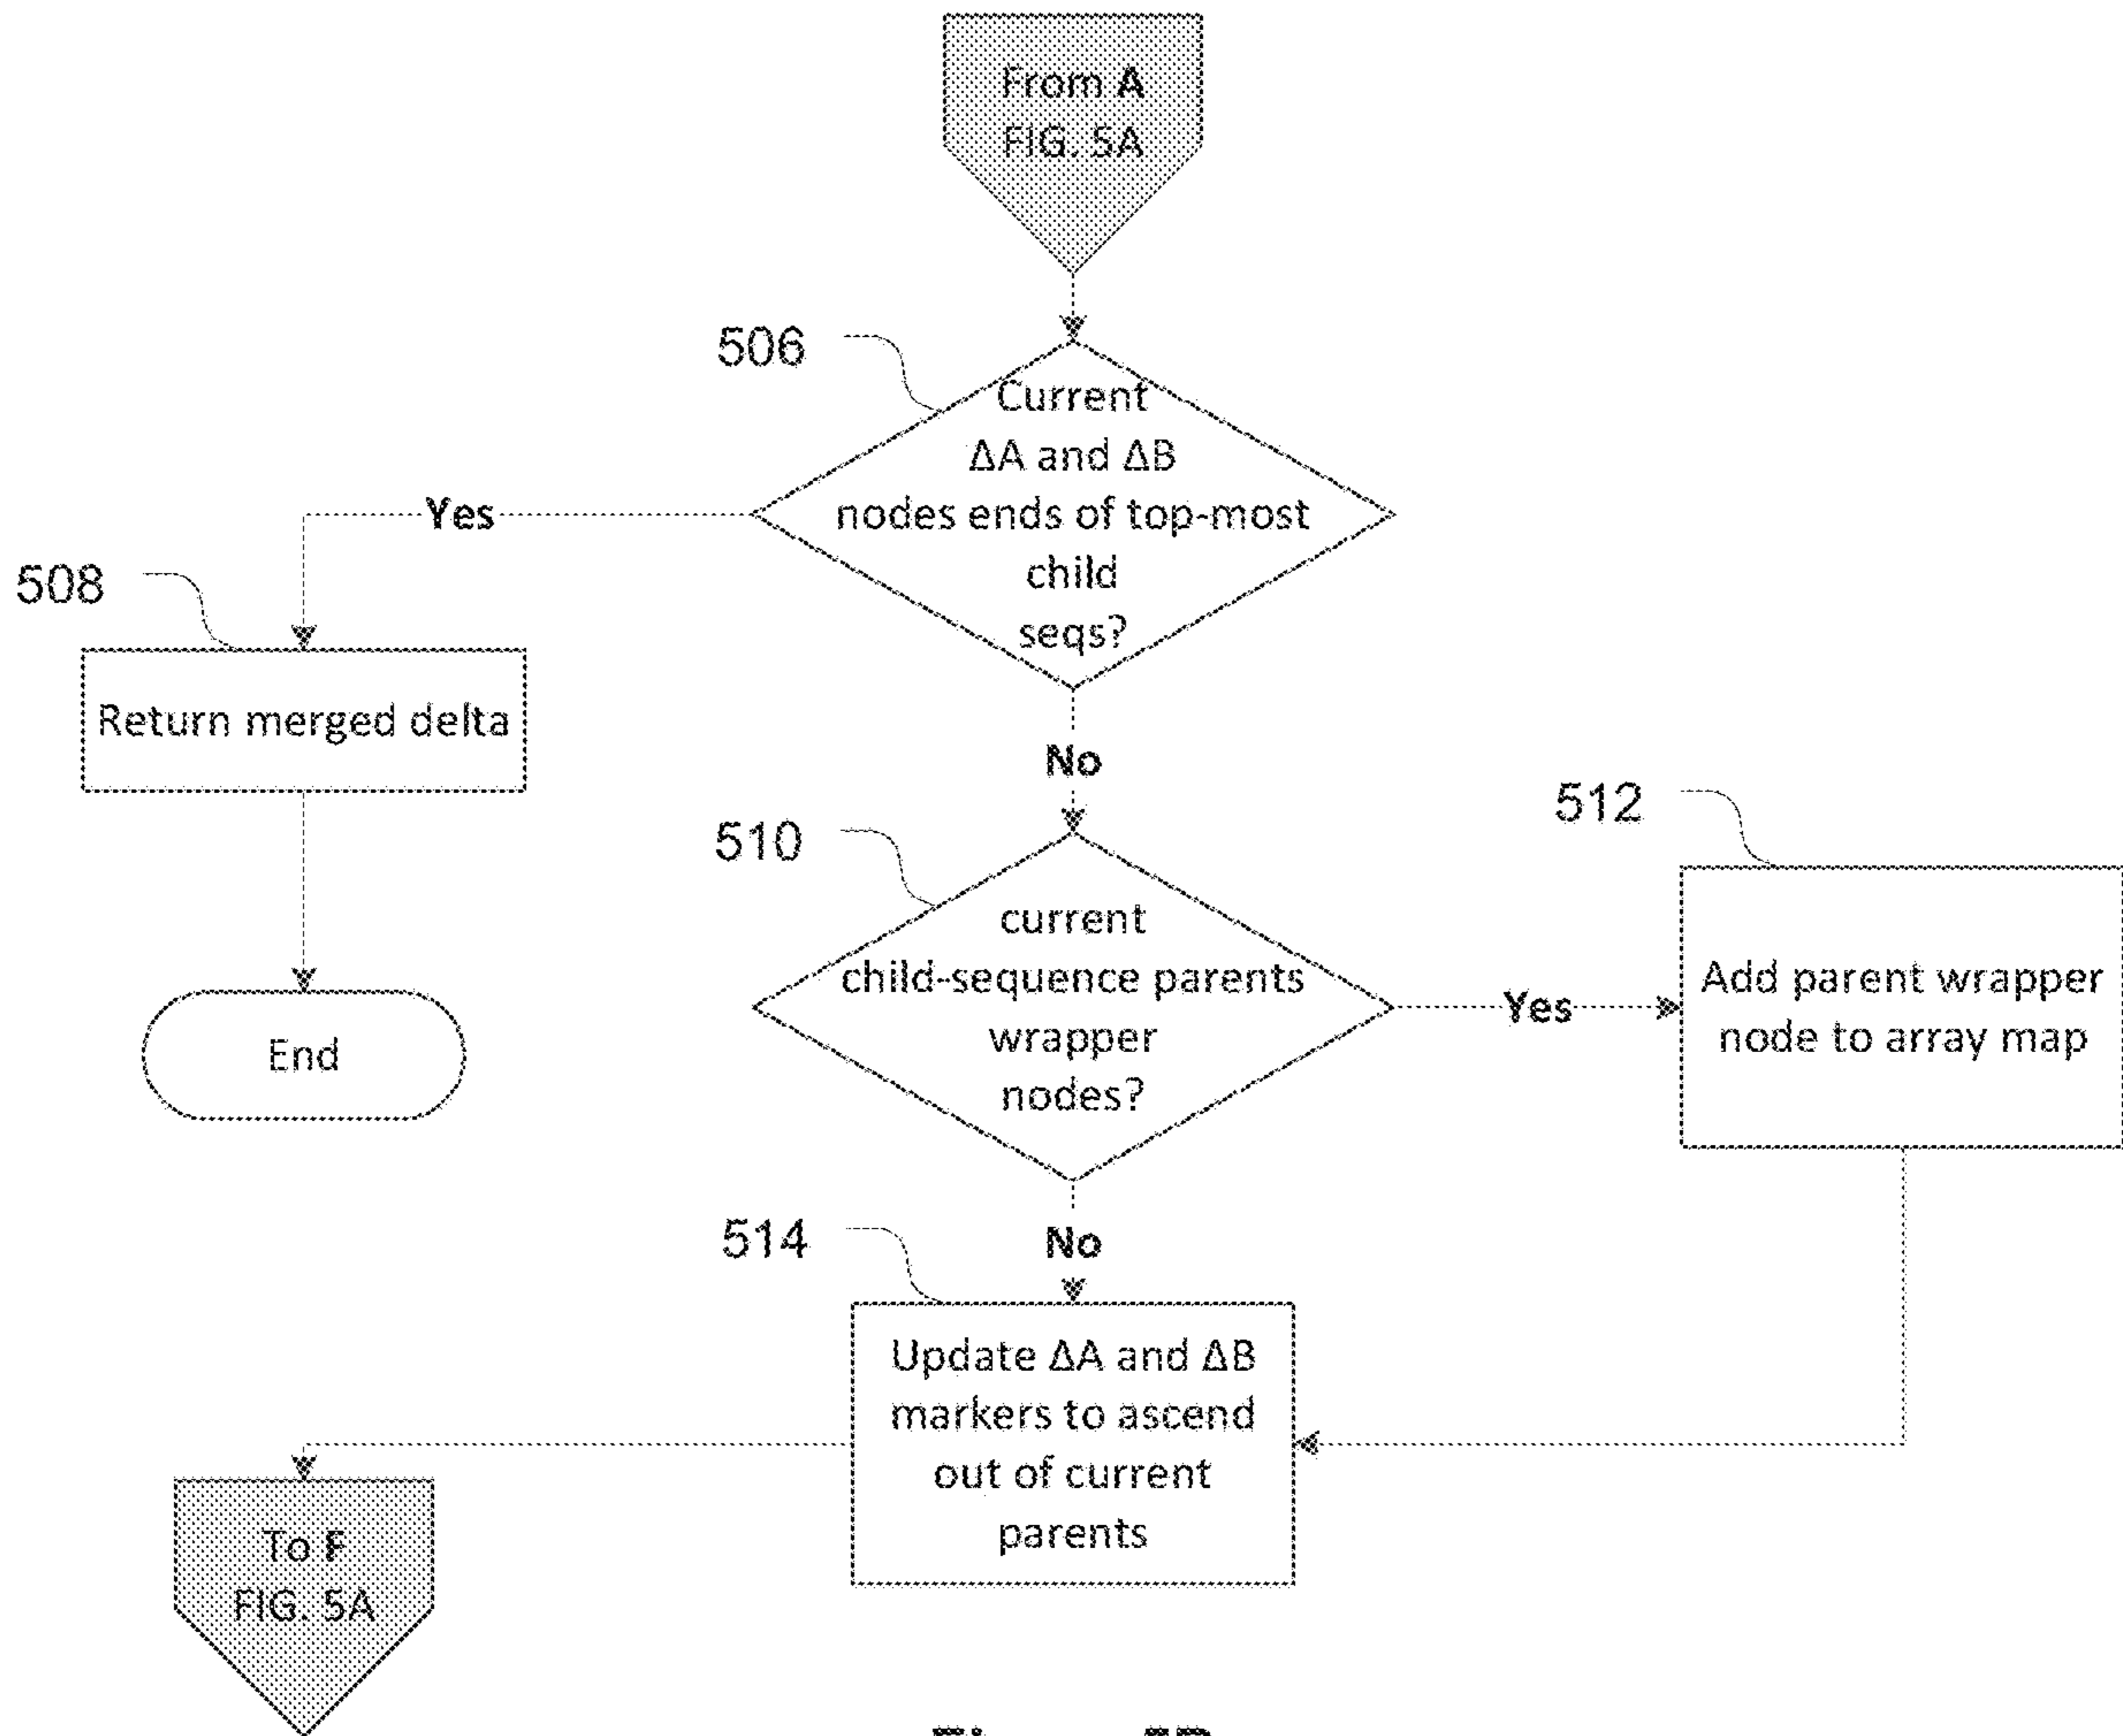 From A
FIG. 5A
506
Current
ΔA and ΔB
nodes ends of top-most
child
seqs?
Yes
508
Return merged delta
End
No
510
current
child-sequence parents
wrapper
nodes?
Yes
512
Add parent wrapper
node to array map
No
514
Update ΔA and ΔB
markers to ascend
out of current
parents
To F
FIG. 5A